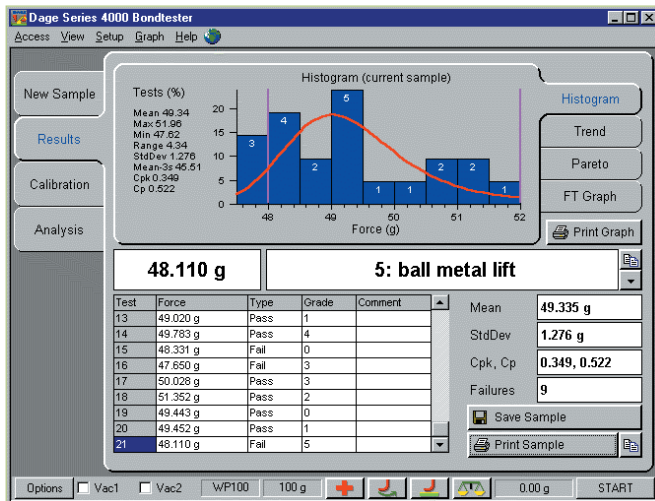 Dage Series 4000 Bondtester
Access View Setup Graph Help
New Sample
Results
Calibration
Analysis
Histogram (current sample)
Tests (%)
Mean 49.34
Max 51.96
Min 47.62
Range 4.34
StdDev 1.276
Mean-3s 45.51
Cpk 0.349
Cp 0.522
20
15
10
5
0
3 4 2 5 1 1 2 2 1
48 49 50 51 52
Force (g)
Histogram
Trend
Pareto
FT Graph
Print Graph
48.110 g
5: ball metal lift
Test Force Type Grade Comment
13 49.020 g Pass 1
14 49.783 g Pass 4
15 48.331 g Fail 0
16 47.650 g Fail 3
17 50.028 g Pass 3
18 51.352 g Pass 2
19 49.443 g Pass 0
20 49.452 g Pass 1
21 48.110 g Fail 5
Mean 49.335 g
StdDev 1.276 g
Cpk, Cp 0.349, 0.522
Failures 9
Save Sample
Print Sample
Options Vac1 Vac2 WP100 100 g 0.00 g START